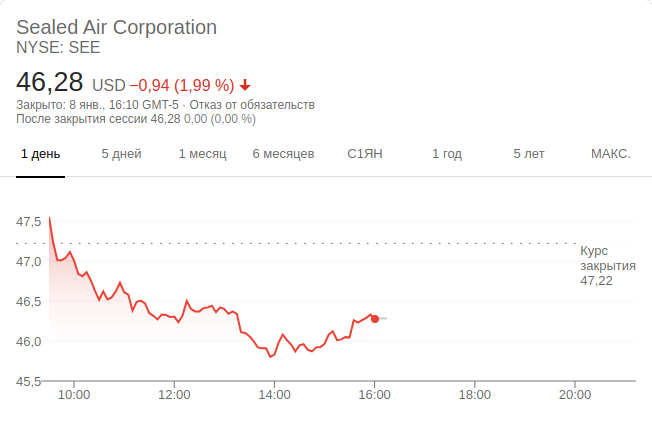 Sealed Air Corporation
NYSE: SEE
46,28 USD −0,94 (1,99 %)
Закрыто: 8 янв., 16:10 GMT-5 · Отказ от обязательств
После закрытия сессии 46,28 0,00 (0,00 %)
1 день 5 дней 1 месяц 6 месяцев С1ЯН 1 год 5 лет МАКС.
47,5
Курс
закрытия
47,22
47,0
46,5
46,0
45,5
10:00 12:00 14:00 16:00 18:00 20:00